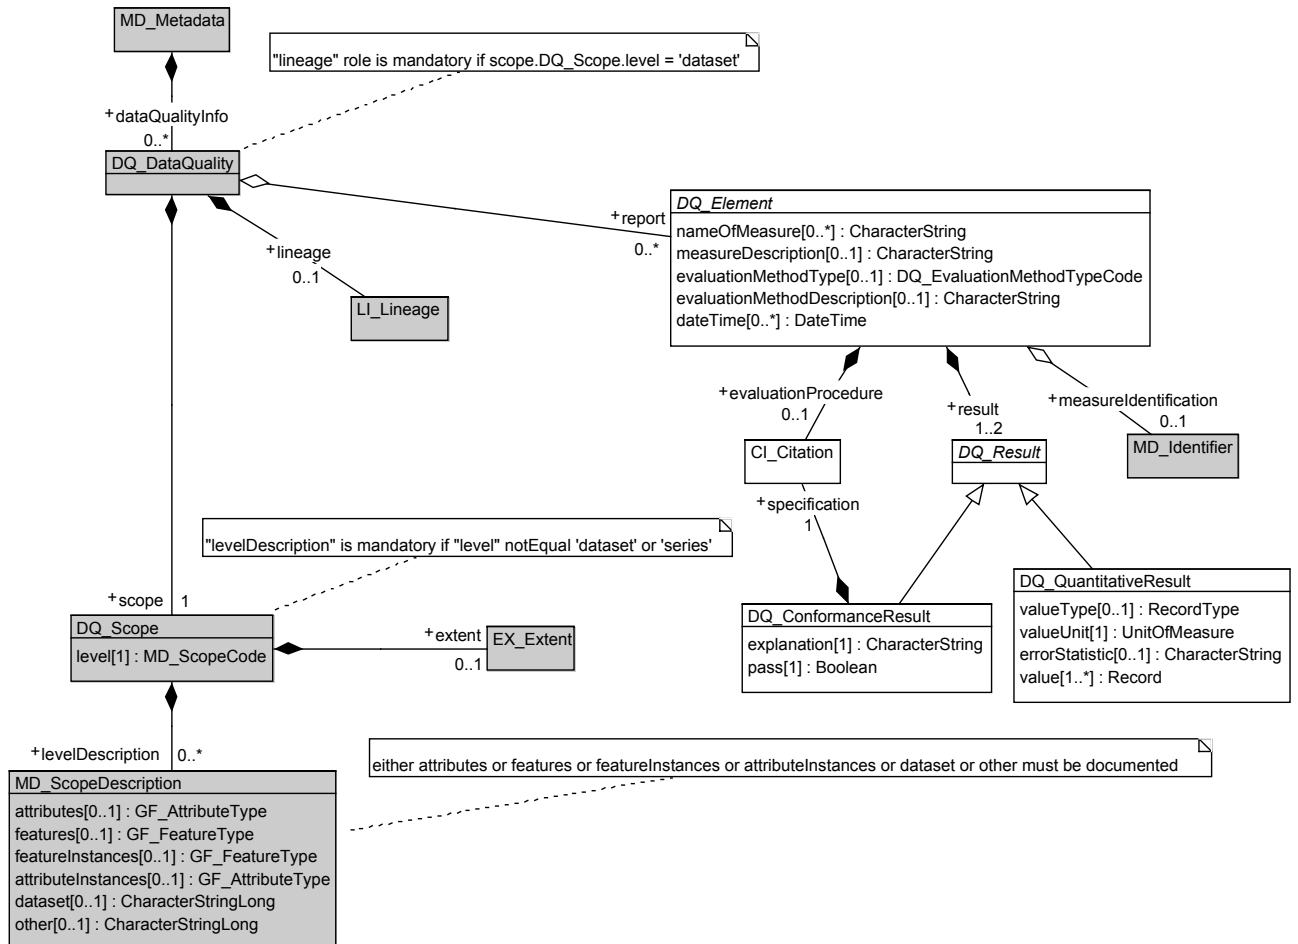 MD_Metadata
"lineage" role is mandatory if scope.DQ_Scope.level = 'dataset'
+dataQualityInfo
0..*
DQ_DataQuality
+report
0..*
DQ_Element
nameOfMeasure[0..*] : CharacterString
measureDescription[0..1] : CharacterString
evaluationMethodType[0..1] : DQ_EvaluationMethodTypeCode
evaluationMethodDescription[0..1] : CharacterString
dateTime[0..*] : DateTime
+lineage
0..1
LI_Lineage
+evaluationProcedure
0..1
+result
1..2
+measureIdentification
0..1
CI_Citation
DQ_Result
MD_Identifier
+specification
1
"levelDescription" is mandatory if "level" notEqual 'dataset' or 'series'
+scope
1
DQ_Scope
level[1] : MD_ScopeCode
+extent
0..1
EX_Extent
DQ_ConformanceResult
explanation[1] : CharacterString
pass[1] : Boolean
DQ_QuantitativeResult
valueType[0..1] : RecordType
valueUnit[1] : UnitOfMeasure
errorStatistic[0..1] : CharacterString
value[1..*] : Record
+levelDescription
0..*
either attributes or features or featureInstances or attributeInstances or dataset or other must be documented
MD_ScopeDescription
attributes[0..1] : GF_AttributeType
features[0..1] : GF_FeatureType
featureInstances[0..1] : GF_FeatureType
attributeInstances[0..1] : GF_AttributeType
dataset[0..1] : CharacterStringLong
other[0..1] : CharacterStringLong